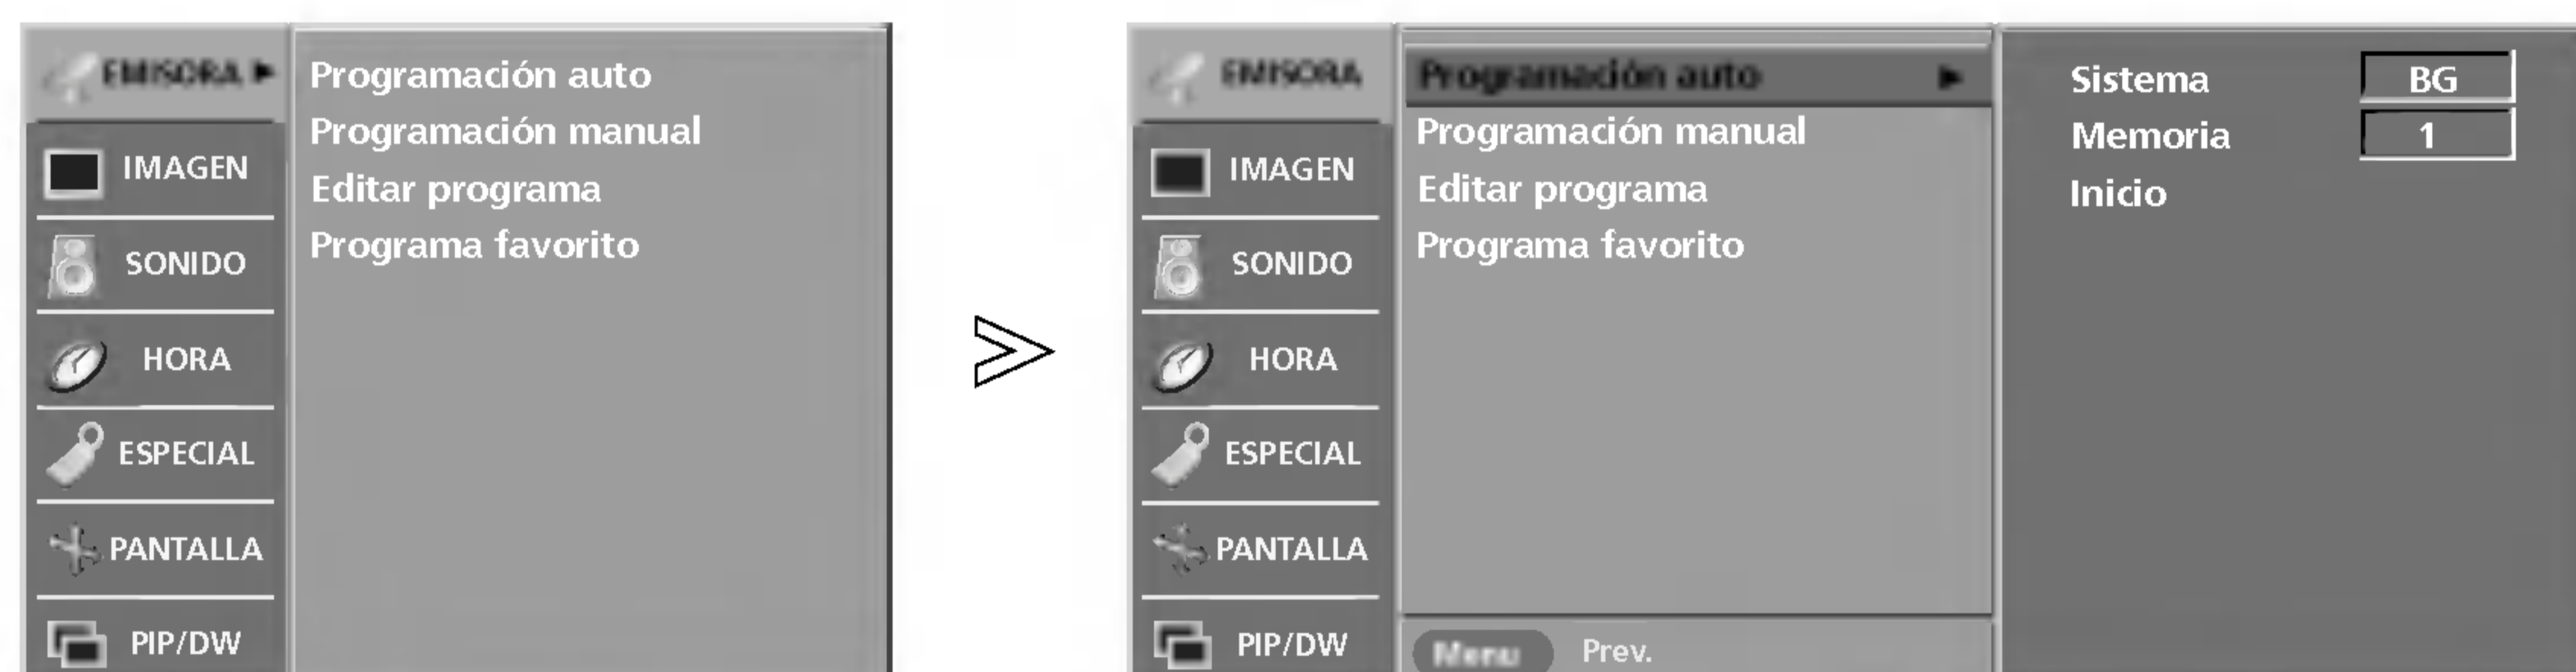 EMISORA
Programación auto
Programación manual
Editar programa
Programa favorito
IMAGEN
SONIDO
HORA
ESPECIAL
PANTALLA
PIP/DW
EMISORA
Programación auto
Programación manual
Editar programa
Programa favorito
IMAGEN
SONIDO
HORA
ESPECIAL
PANTALLA
PIP/DW
Menu Prev.
Sistema BG
Memoria 1
Inicio